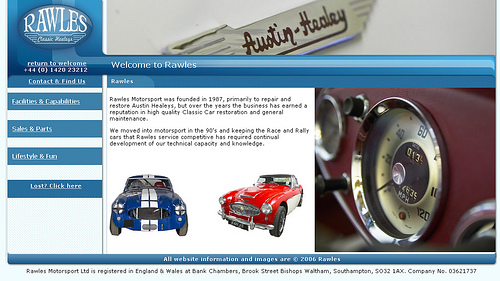 RAWLES
Classic Healeys
Austin-Healey
return to welcome
+44 (0) 1420 23212
Welcome to Rawles
Contact & Find Us
Rawles
Facilities & Capabilities
Sales & Parts
Lifestyle & Fun
Lost? Click here
Rawles Motorsport was founded in 1987, primarily to repair and
restore Austin Healeys, but over the years the business has earned a
reputation in high quality Classic Car restoration and general
maintenance.
We moved into motorsport in the 90's and keeping the Race and Rally
cars that Rawles service competitive has required continual
development of our technical capacity and knowledge.
60
120
MPH
All website information and images are © 2006 Rawles
Rawles Motorsport Ltd is registered in England & Wales at Bank Chambers, Brook Street Bishops Waltham, Southampton, SO32 1AX. Company No. 03621737